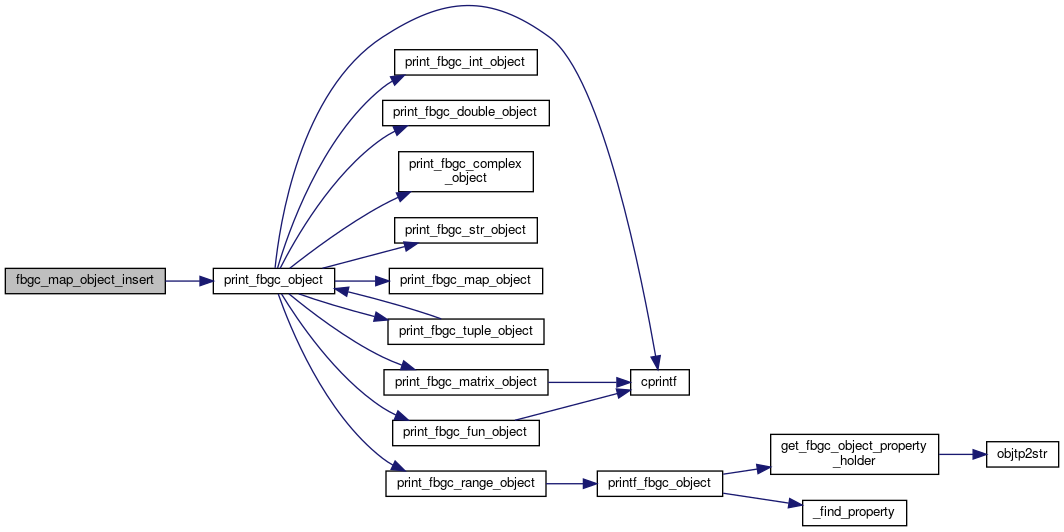 fbgc_map_object_insert
print_fbgc_object
print_fbgc_int_object
print_fbgc_double_object
print_fbgc_complex
_object
print_fbgc_str_object
print_fbgc_map_object
print_fbgc_tuple_object
print_fbgc_matrix_object
print_fbgc_fun_object
print_fbgc_range_object
cprintf
printf_fbgc_object
get_fbgc_object_property
_holder
_find_property
objtp2str